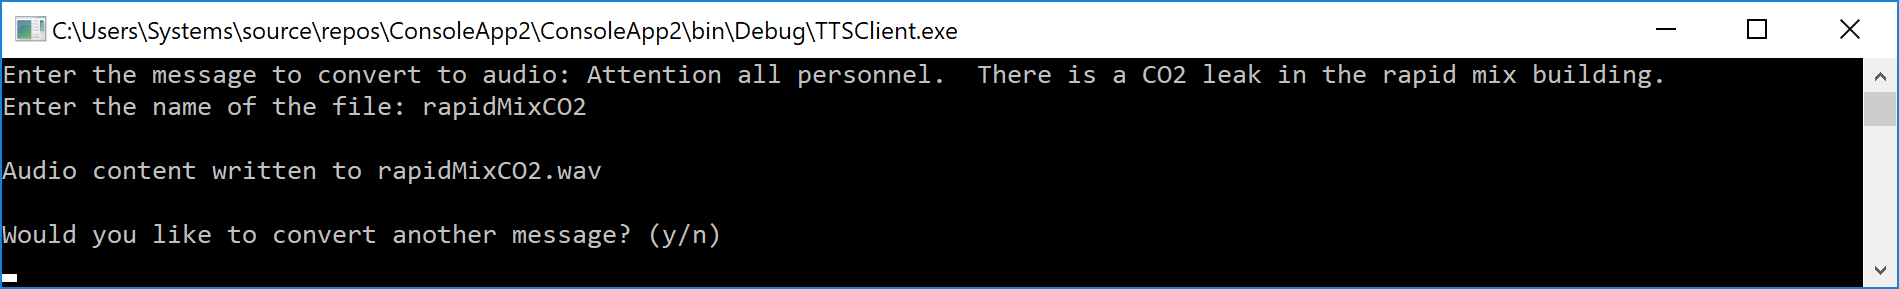 C:\Users\Systems\source\repos\ConsoleApp2\ConsoleApp2\bin\Debug\TTSClient.exe
Enter the message to convert to audio: Attention all personnel.  There is a CO2 leak in the rapid mix building.
Enter the name of the file: rapidMixCO2
Audio content written to rapidMixCO2.wav
Would you like to convert another message? (y/n)